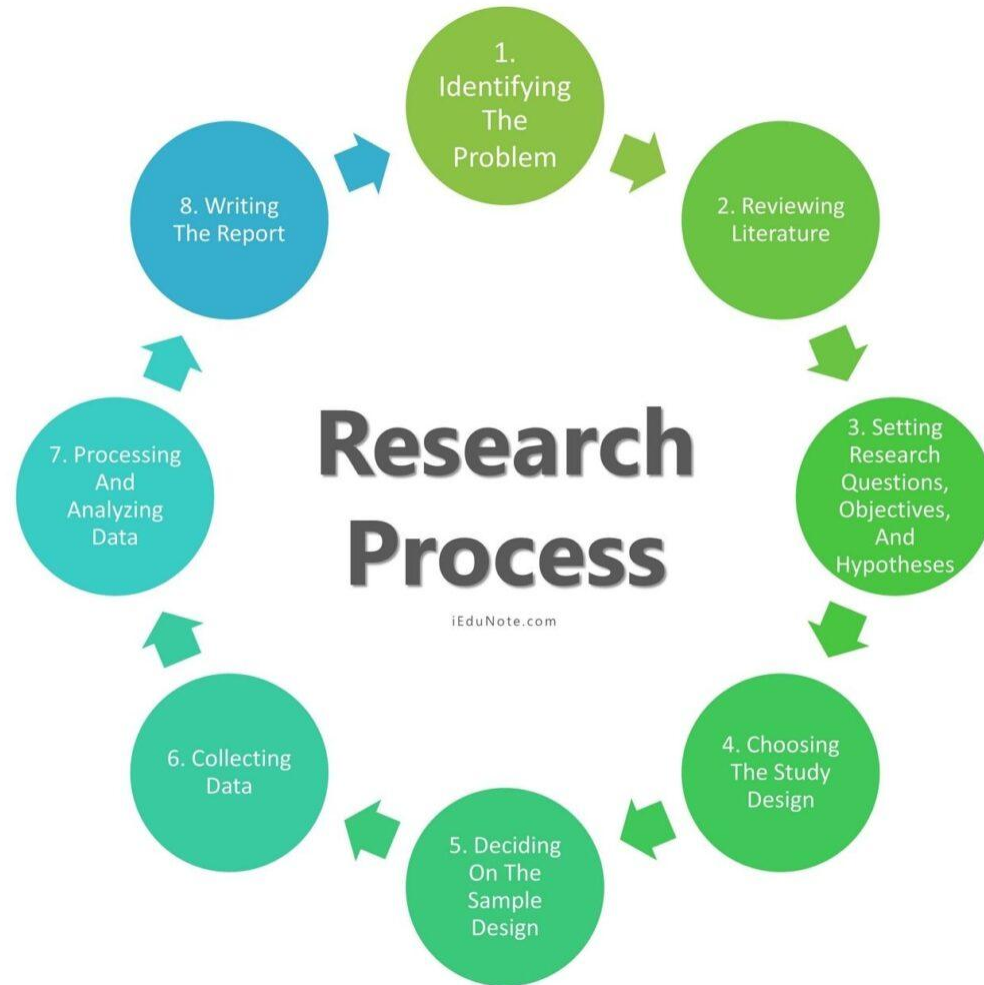 1.
Identifying
The
Problem
2. Reviewing
Literature
3. Setting
Research
Questions,
Objectives,
And
Hypotheses
4. Choosing
The Study
Design
5. Deciding
On The
Sample
Design
6. Collecting
Data
7. Processing
And
Analyzing
Data
8. Writing
The Report
Research
Process
iEduNote.com